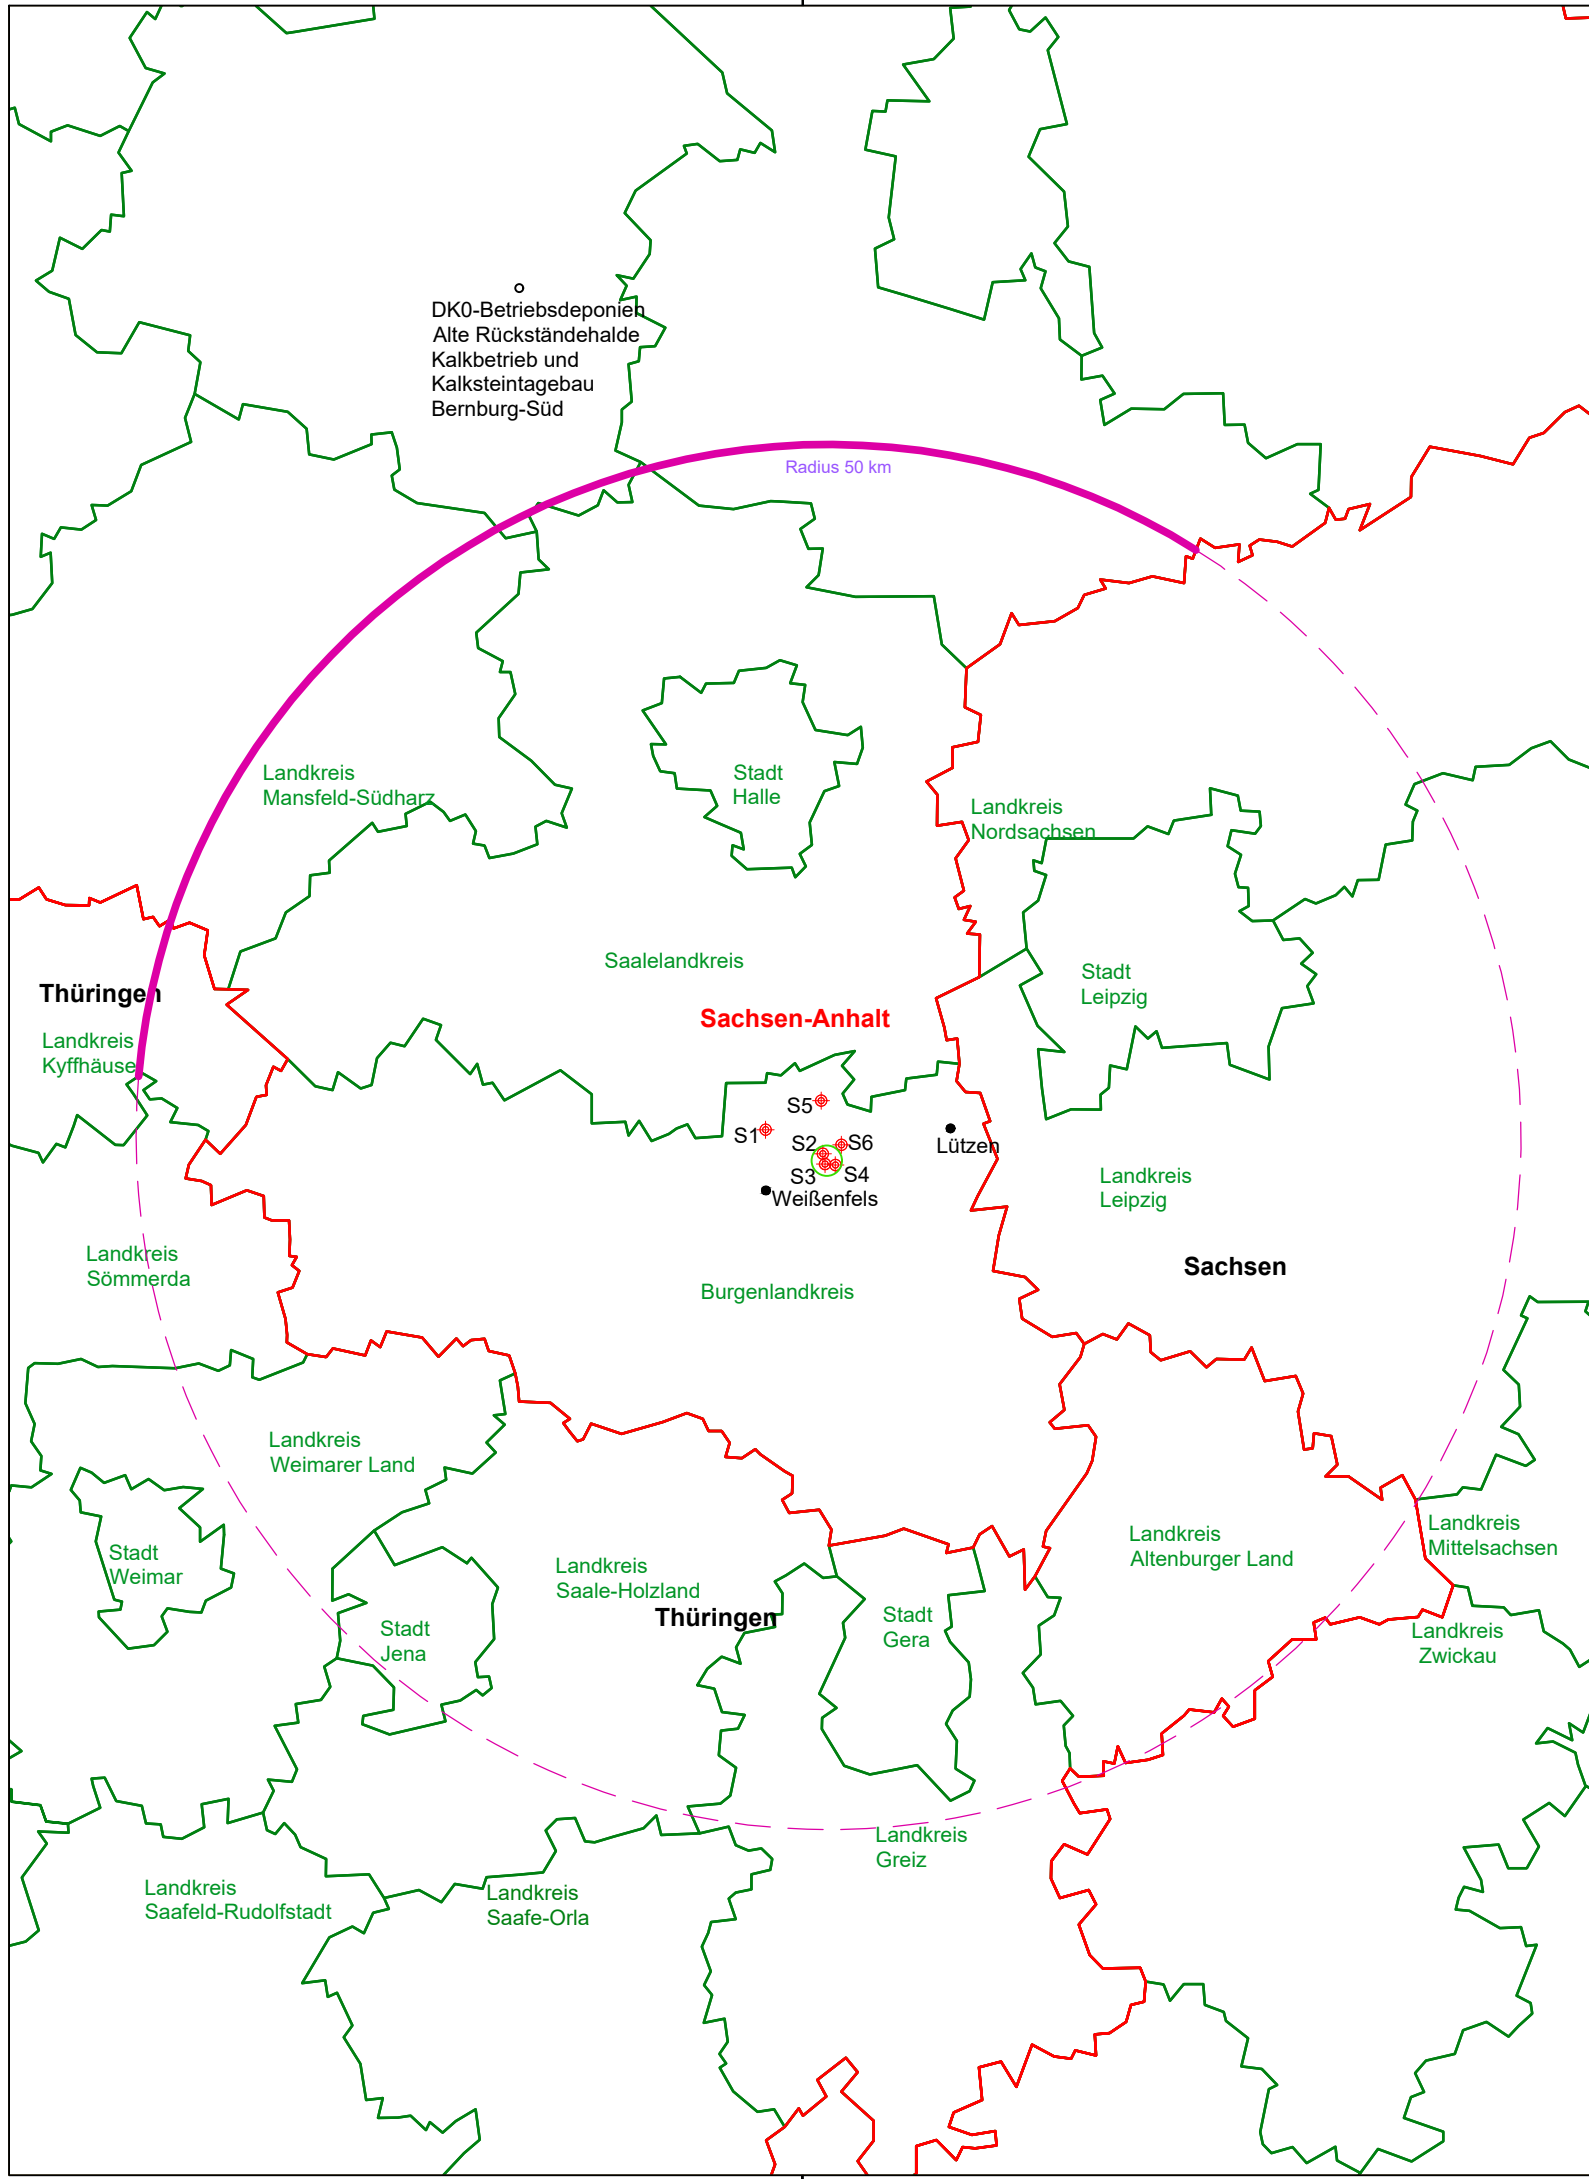 DK0-Betriebsdeponien
Alte Rückständehalde
Kalkbetrieb und
Kalksteintagebau
Bernburg-Süd
Radius 50 km
Landkreis
Mansfeld-Südharz
Stadt
Halle
Landkreis
Nordsachsen
Saalelandkreis
Stadt
Leipzig
Thüringen
Sachsen-Anhalt
Landkreis
Kyffhäuse
S5
S1
S2
S6
Lützen
S3
S4
Weißenfels
Landkreis
Leipzig
Landkreis
Sömmerda
Sachsen
Burgenlandkreis
Landkreis
Weimarer Land
Landkreis
Altenburger Land
Landkreis
Mittelsachsen
Stadt
Weimar
Landkreis
Saale-Holzland
Thüringen
Stadt
Gera
Stadt
Jena
Landkreis
Zwickau
Landkreis
Greiz
Landkreis
Saafeld-Rudolfstadt
Landkreis
Saafe-Orla